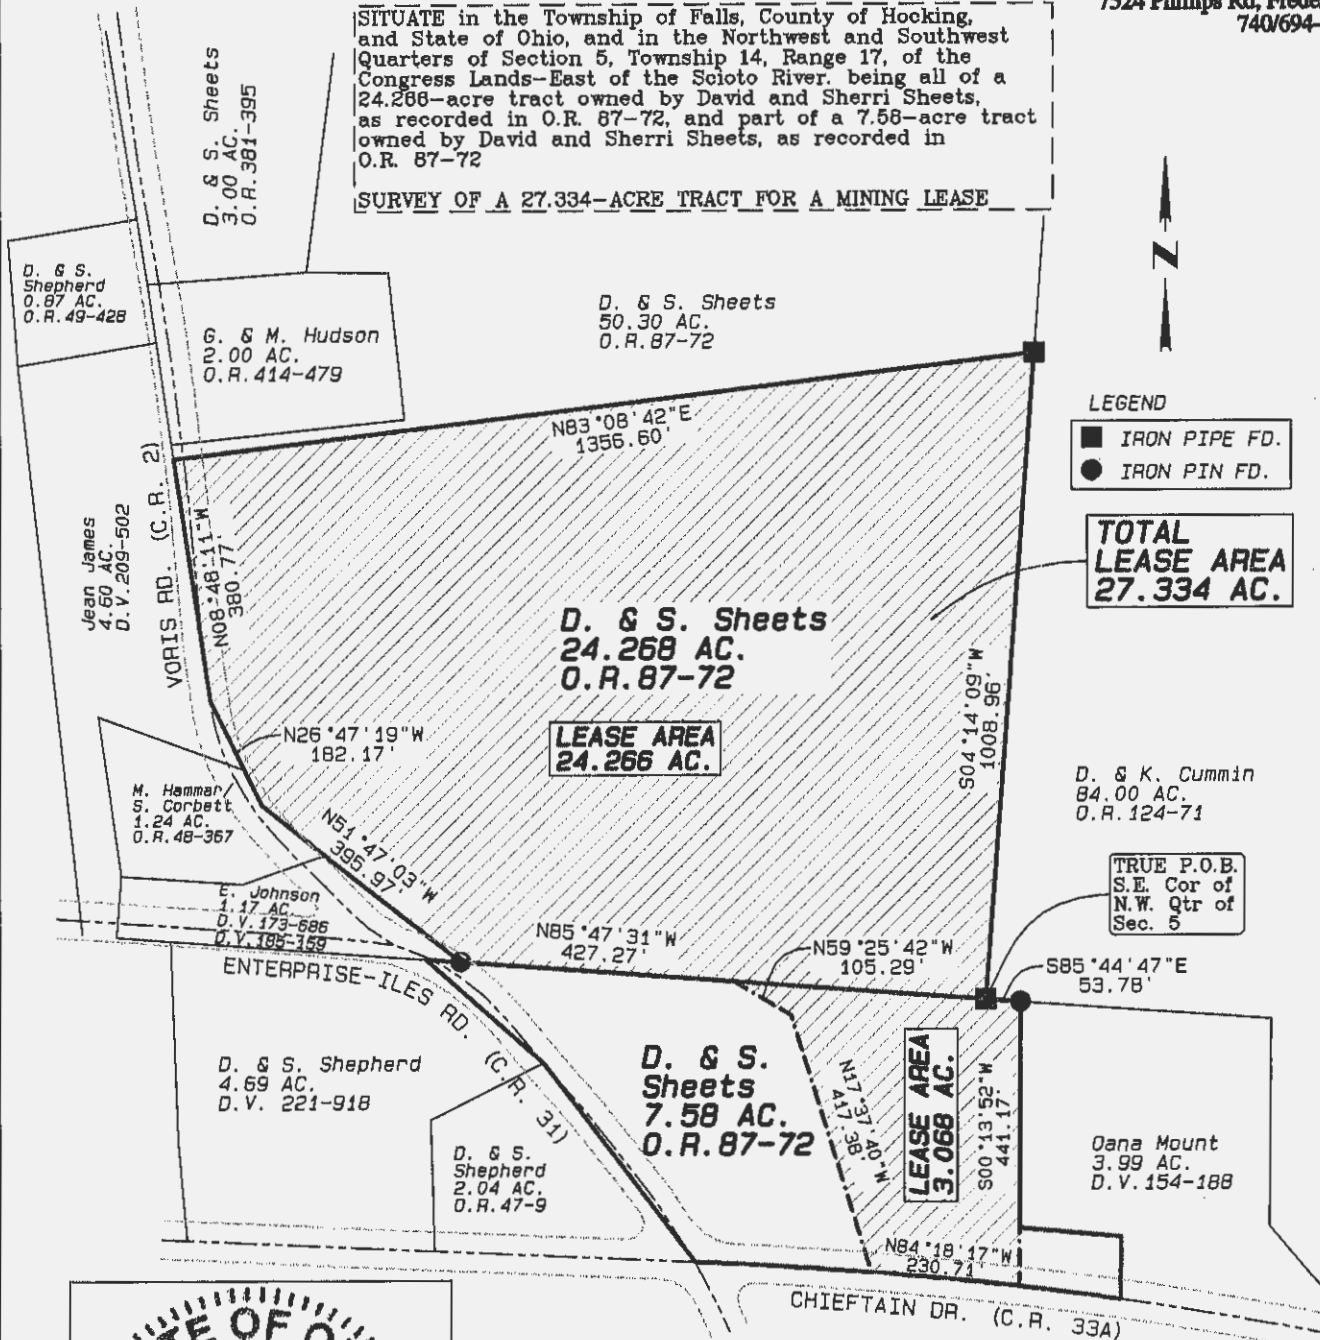 SITUATE in the Township of Falls, County of Hocking,
and State of Ohio, and in the Northwest and Southwest
Quarters of Section 5, Township 14, Range 17, of the
Congress Lands-East of the Scioto River. being all of a
24.266-acre tract owned by David and Sherri Sheets,
as recorded in O.R. 87-72, and part of a 7.58-acre tract
owned by David and Sherri Sheets, as recorded in
O.R. 87-72
SURVEY OF A 27.334-ACRE TRACT FOR A MINING LEASE
7524 Phillips Rd,
740/694-
D. & S. Sheets
3.00 AC.
O.R. 381-395
D. & S.
Shepherd
0.87 AC.
O.R.49-428
G. & M. Hudson
2.00 AC.
O.R.414-479
D. & S. Sheets
50.30 AC.
O.R.87-72
N
LEGEND
IRON PIPE FD.
IRON PIN FD.
N83°08'42"E
1356.60'
TOTAL
LEASE AREA
27.334 AC.
Jean James
4.60 AC.
D.V.209-502
VORIS RD. (C.R. 2)
N08°48'11"W
380.77'
D. & S. Sheets
24.268 AC.
O.R.87-72
LEASE AREA
24.266 AC.
S04°14'09"W
1008.96'
N26°47'19"W
182.17'
M. Hammar
S. Corbett
1.24 AC.
O.R.48-367
N51°47'03"W
395.97'
D. & K. Cummin
84.00 AC.
O.R.124-71
TRUE P.O.B.
S.E. Cor of
N.W. Qtr of
Sec. 5
E. Johnson
1.17 AC
D.V.173-686
D.V.185-159
N85°47'31"W
427.27'
N59°25'42"W
105.29'
S85°44'47"E
53.78'
ENTERPRISE-ILES RD. (C.R. 31)
D. & S. Shepherd
4.69 AC.
D.V. 221-918
D. & S.
Sheets
7.58 AC.
O.R.87-72
N17°37'40"W
417.38'
LEASE AREA
3.068 AC.
S00°13'52"W
441.17'
Dana Mount
3.99 AC.
D.V.154-188
D. & S.
Shepherd
2.04 AC.
O.R.47-9
N84°18'17"W
230.71'
CHIEFTAIN DR. (C.R. 33A)
OF